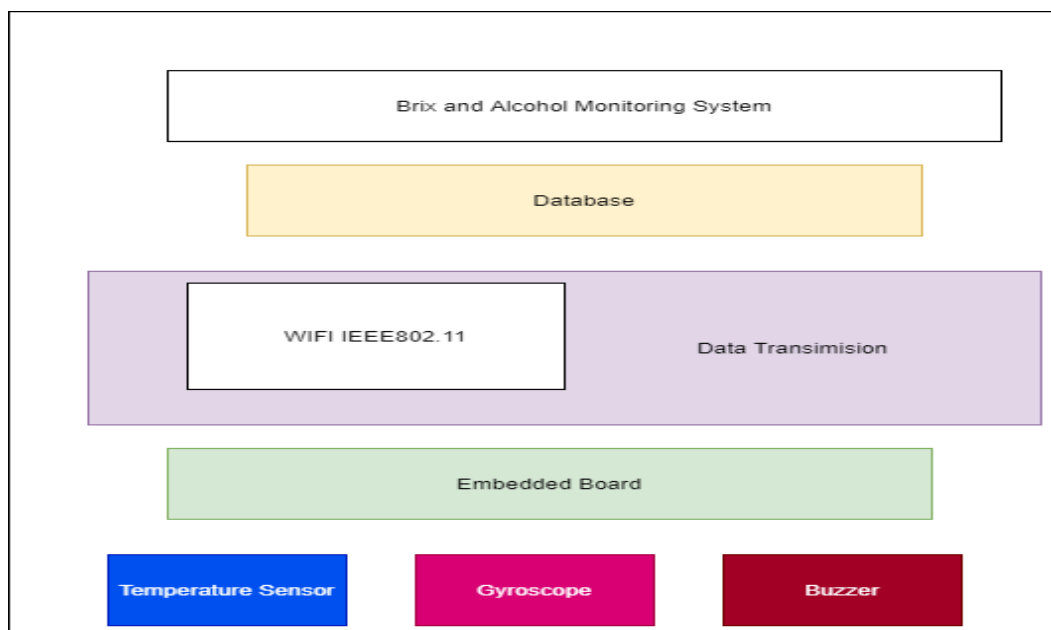 Brix and Alcohol Monitoring System
Database
WIFI IEEE802.11
Data Transimision
Embedded Board
Temperature Sensor
Gyroscope
Buzzer